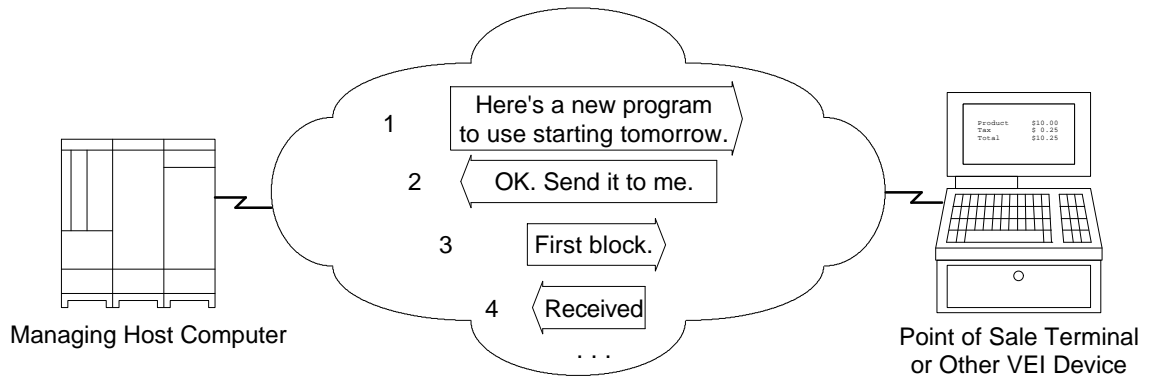 1
Here's a new program
to use starting tomorrow.
2
OK. Send it to me.
3
First block.
4
Received
. . .
Managing Host Computer
Product $10.00
Tax $ 0.25
Total $10.25
Point of Sale Terminal
or Other VEI Device